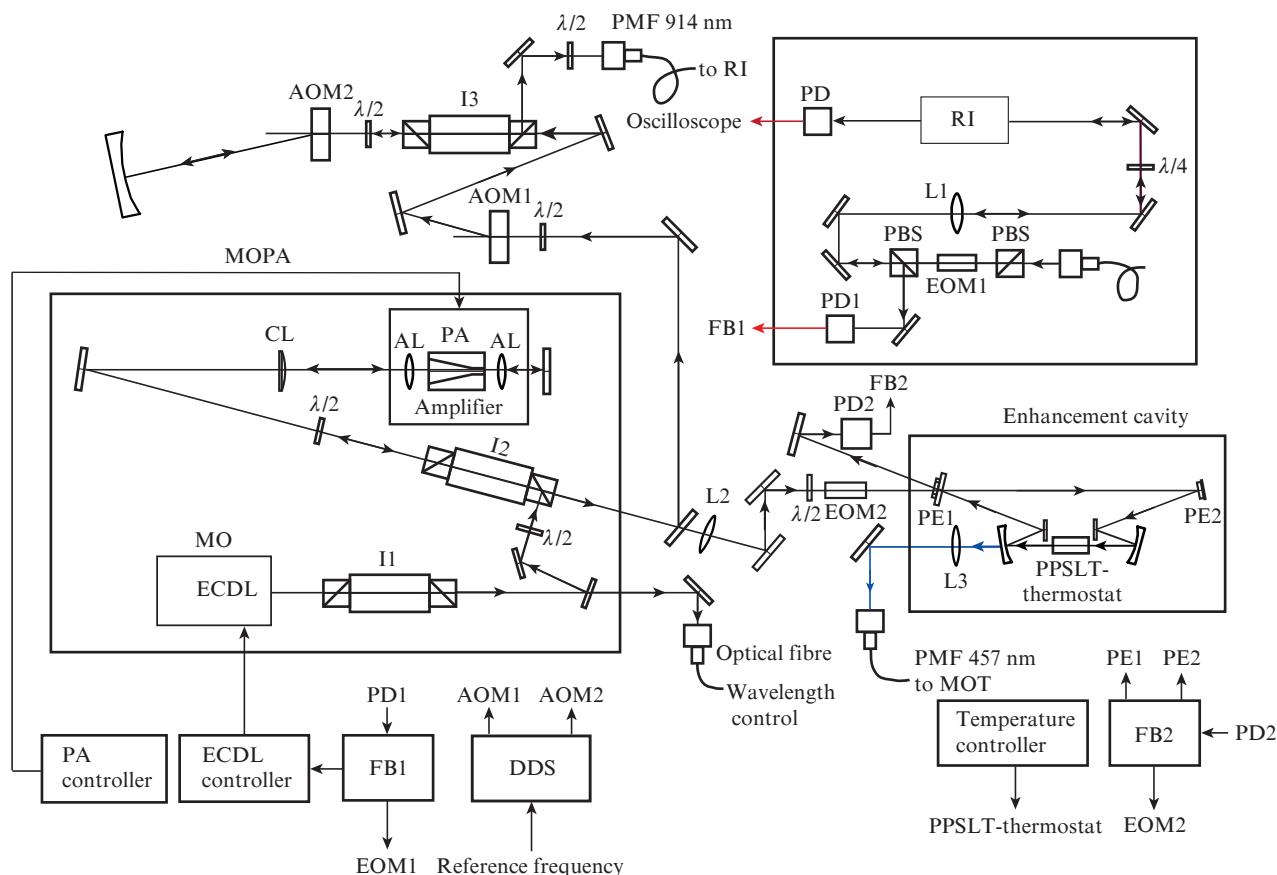 PMF 914 nm
λ/2
to RI
I3
AOM2
λ/2
PD
Oscilloscope
RI
λ/4
L1
AOM1
λ/2
PBS
PBS
EOM1
MOPA
PD1
FB1
CL
AL
PA
AL
Amplifier
λ/2
FB2
PD2
Enhancement cavity
I2
L2
λ/2
EOM2
PE1
PE2
λ/2
MO
I1
ECDL
L3
PPSLT-
thermostat
Optical fibre
PMF 457 nm
to MOT
Wavelength
control
PE1
PE2
PD1
AOM1
AOM2
PA
controller
ECDL
controller
FB1
DDS
Temperature
controller
FB2
PD2
EOM1
Reference frequency
PPSLT-thermostat
EOM2